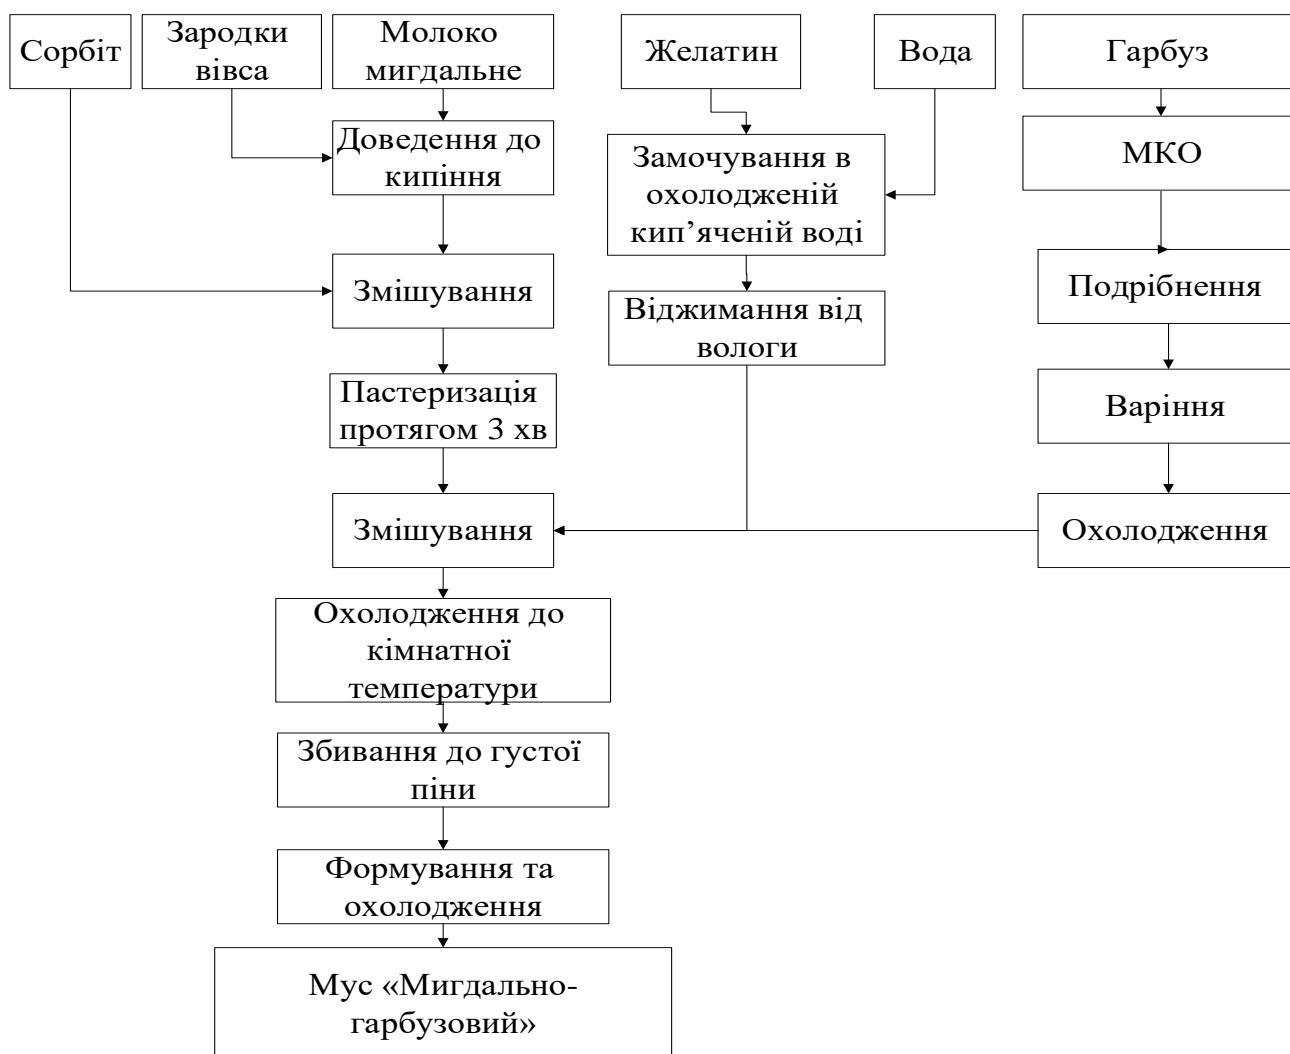 Сорбіт
Зародки
вівса
Молоко
мигдальне
Желатин
Вода
Гарбуз
Доведення до
кипіння
Замочування в
охолодженій
кип’яченій воді
МКО
Змішування
Віджимання від
вологи
Подрібнення
Пастеризація
протягом 3 хв
Варіння
Змішування
Охолодження
Охолодження до
кімнатної
температури
Збивання до густої
піни
Формування та
охолодження
Мус «Мигдально-
гарбузовий»